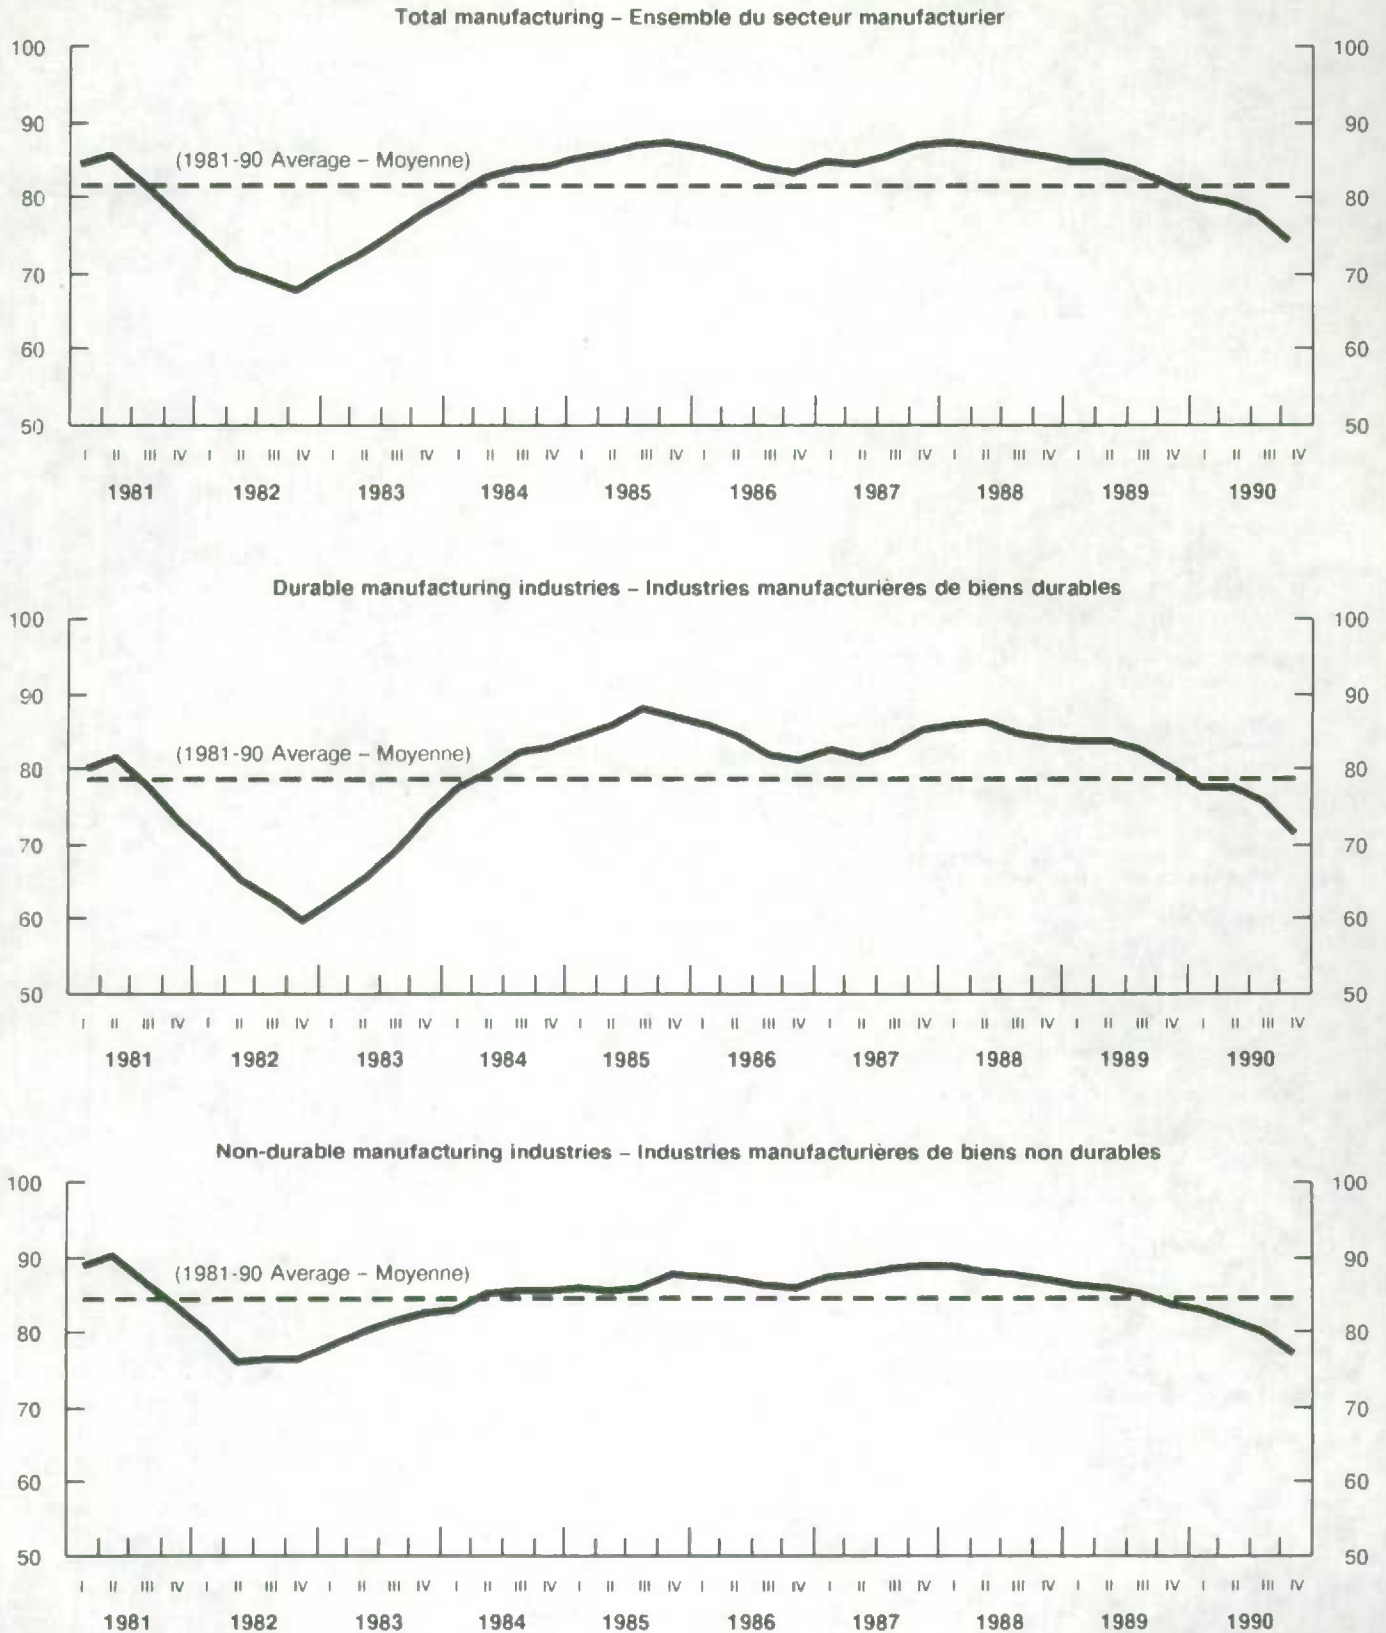 Total manufacturing – Ensemble du secteur manufacturier
100 100
90 90
(1981-90 Average – Moyenne)
80 80
70 70
60 60
50 50
I II III IV I II III IV I II III IV I II III IV I II III IV I II III IV I II III IV I II III IV I II III IV I II III IV
1981 1982 1983 1984 1985 1986 1987 1988 1989 1990
Durable manufacturing industries – Industries manufacturières de biens durables
100 100
90 90
(1981-90 Average – Moyenne)
80 80
70 70
60 60
50 50
I II III IV I II III IV I II III IV I II III IV I II III IV I II III IV I II III IV I II III IV I II III IV I II III IV
1981 1982 1983 1984 1985 1986 1987 1988 1989 1990
Non-durable manufacturing industries – Industries manufacturières de biens non durables
100 100
90 90
(1981-90 Average – Moyenne)
80 80
70 70
60 60
50 50
I II III IV I II III IV I II III IV I II III IV I II III IV I II III IV I II III IV I II III IV I II III IV I II III IV
1981 1982 1983 1984 1985 1986 1987 1988 1989 1990